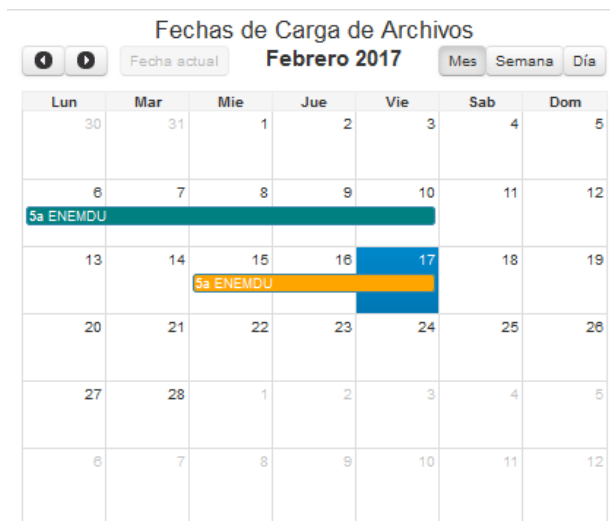 Fechas de Carga de Archivos
Fecha actual Febrero 2017 Mes Semana Día
Lun Mar Mie Jue Vie Sab Dom
30 31 1 2 3 4 5
6 7 8 9 10 11 12
5a ENEMDU
13 14 15 16 17 18 19
5a ENEMDU
20 21 22 23 24 25 26
27 28 1 2 3 4 5
6 7 8 9 10 11 12